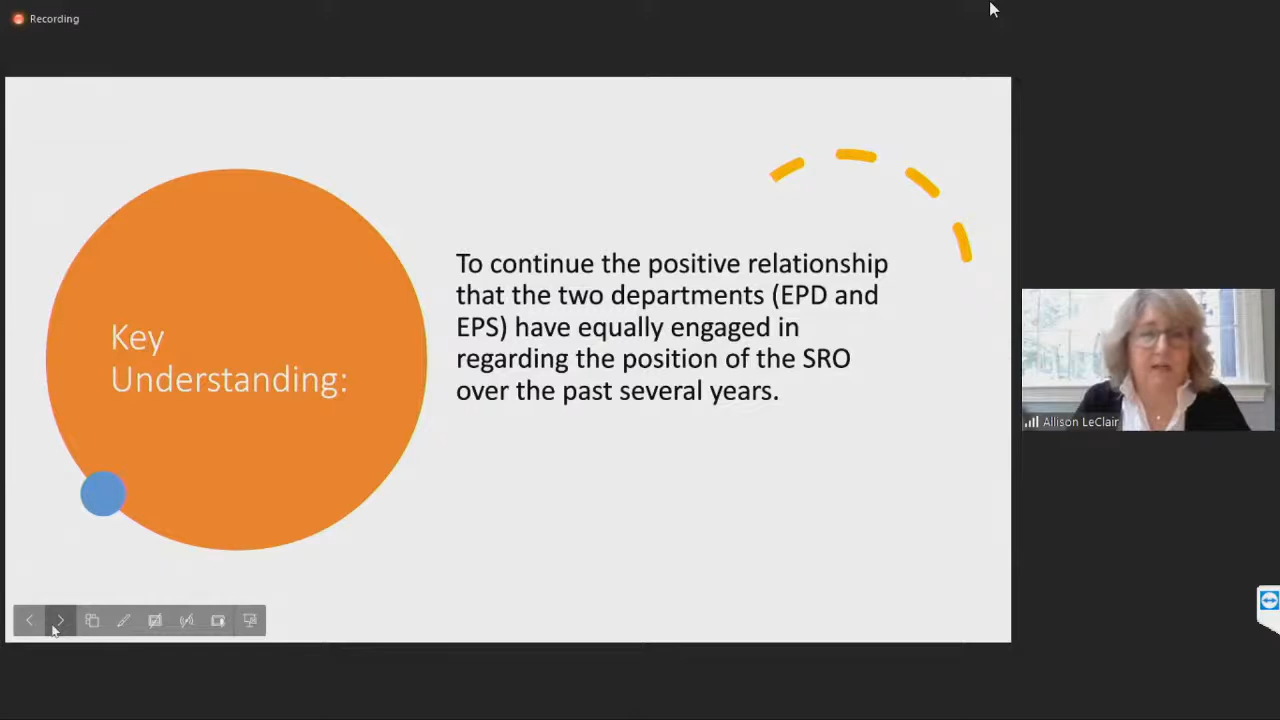 Recording
Key
Understanding:
To continue the positive relationship
that the two departments (EPD and
EPS) have equally engaged in
regarding the position of the SRO
over the past several years.
Allison LeClair